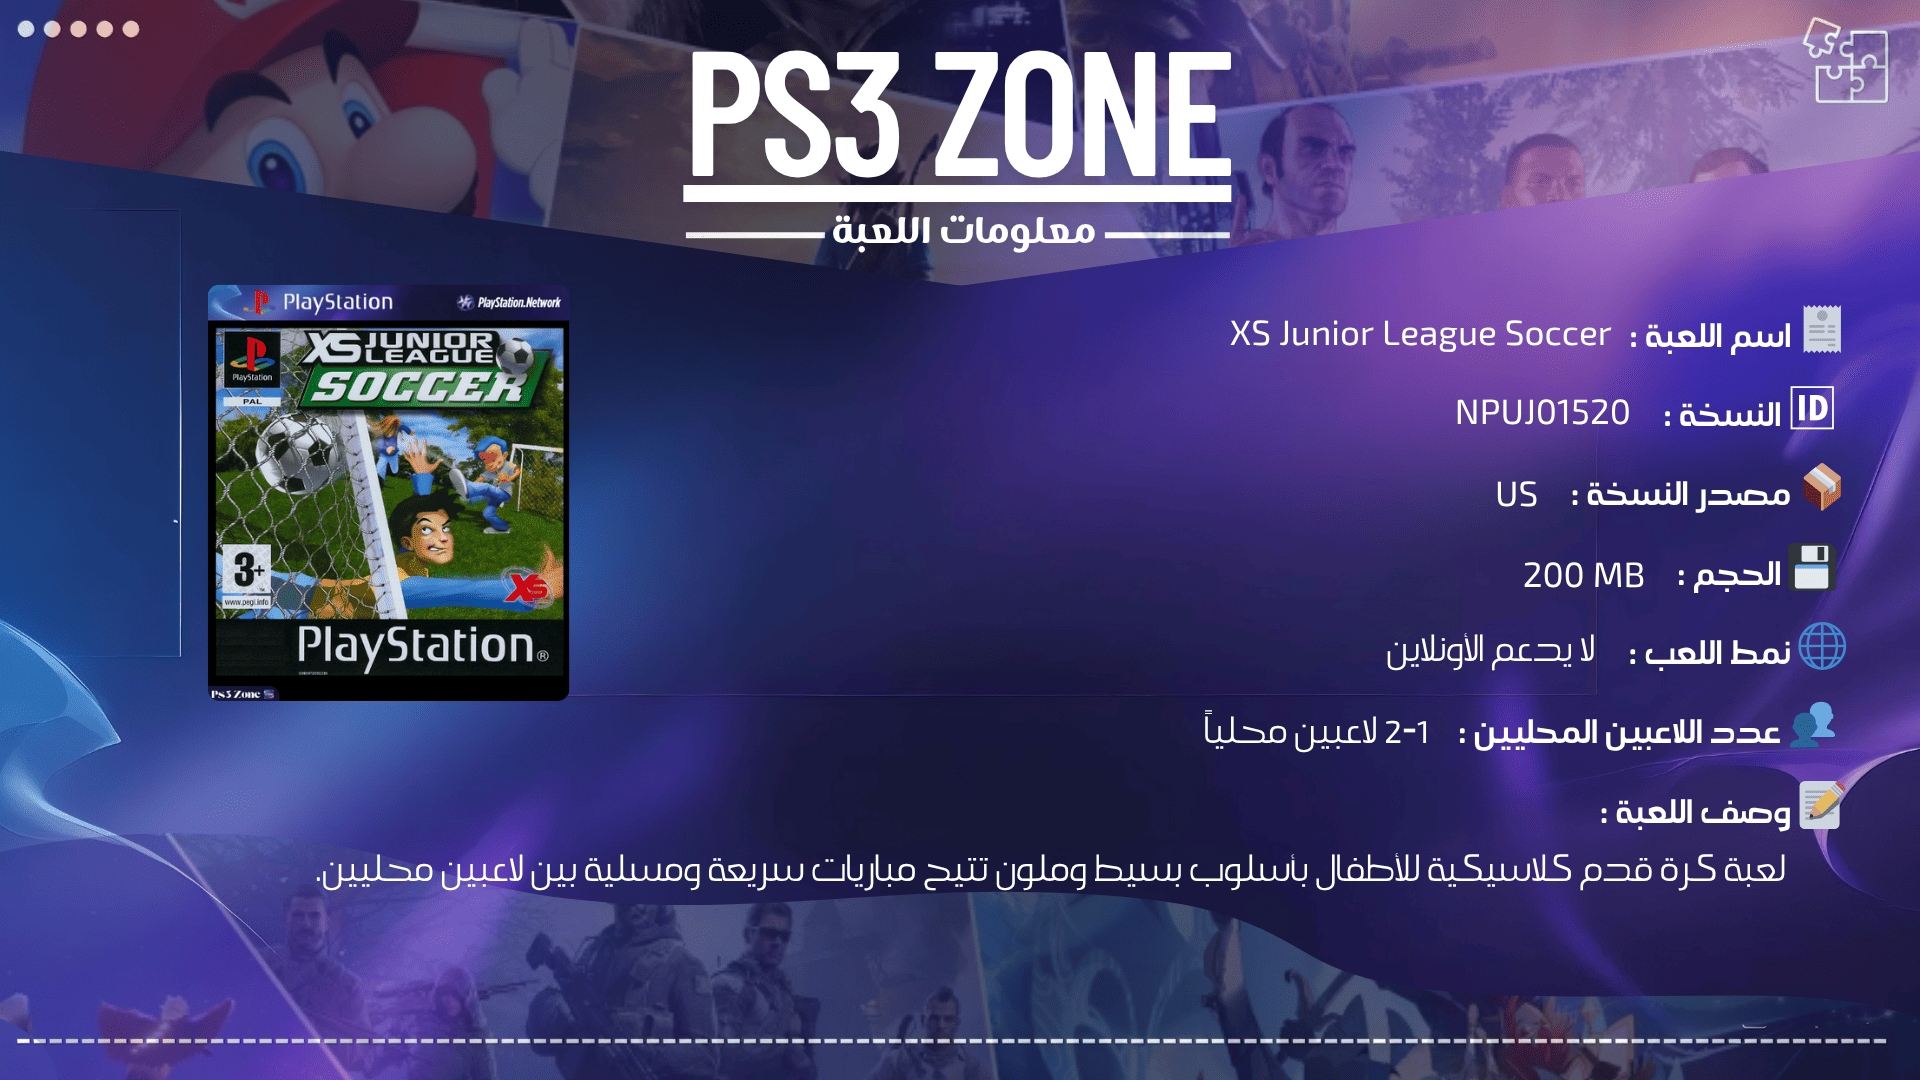 PS3 ZONE
معلومات اللعبة
PlayStation PlayStation.Network
PlayStation
PAL
XS JUNIOR LEAGUE
SOCCER
3+
www.pegi.info
XS
PlayStation®
Ps3 Zone
اسم اللعبة : XS Junior League Soccer
ID النسخة : NPUJ01520
مصدر النسخة : US
الحجم : 200 MB
نمط اللعب : لا يدعم الأونلاين
عدد اللاعبين المحليين : 1-2 لاعبين محلياً
وصف اللعبة :
لعبة كرة قدم كلاسيكية للأطفال بأسلوب بسيط وملون تتيح مباريات سريعة ومسلية بين لاعبين محليين.